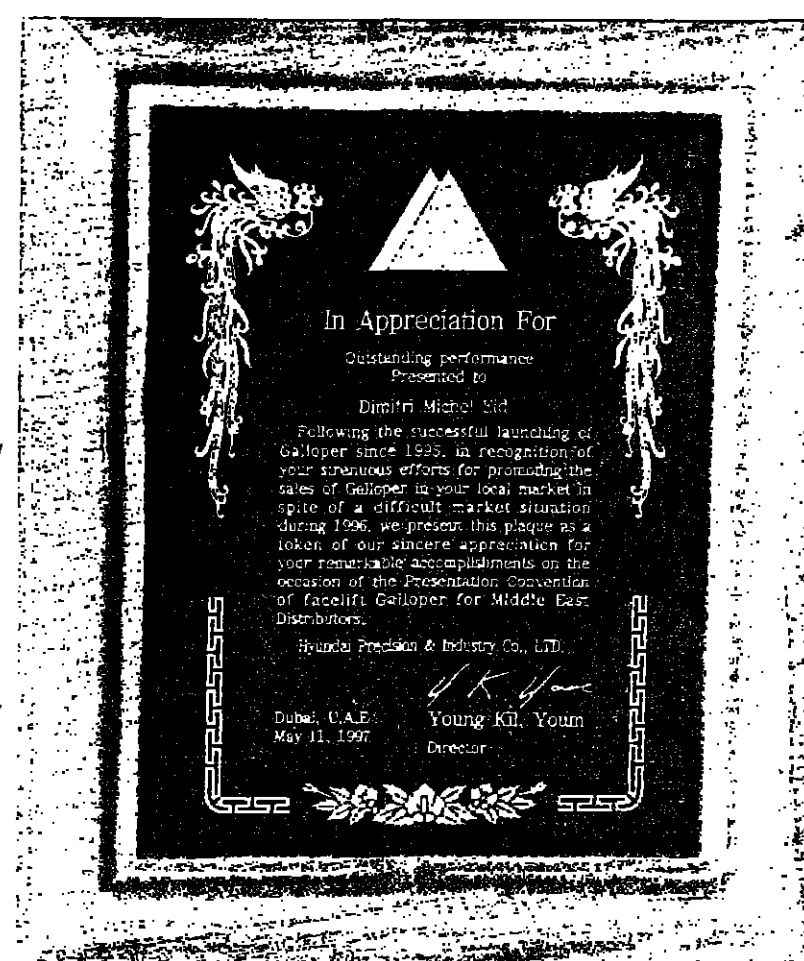 In Appreciation For
Outstanding performance
Presented to
Dimitri Michel
Following the successful launching of
Galloper since 1995, in recognition of
your strenuous efforts for promoting the
sales of Galloper in your local market in
spite of a difficult market situation
during 1996, we present this plaque as a
token of our sincere appreciation for
your remarkable accomplishments on the
occasion of the Presentation Convention
of facelift Galloper for Middle East
Distributors.
Hyundai Precision & Industry Co., LTD.
Dubai, U.A.E.
May 11, 1997
Young Kil, Youm
Director